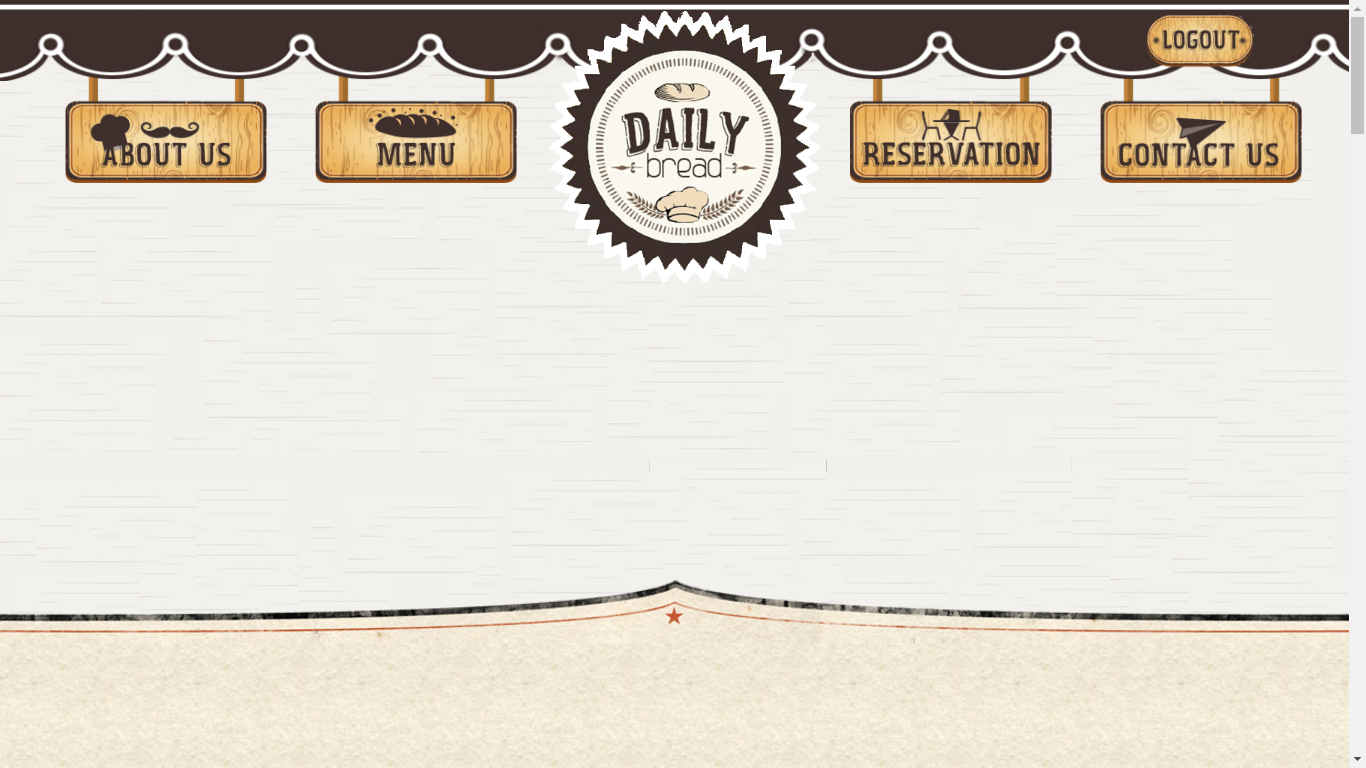 LOGOUT
ABOUT US
MENU
DAILY
bread
RESERVATION
CONTACT US